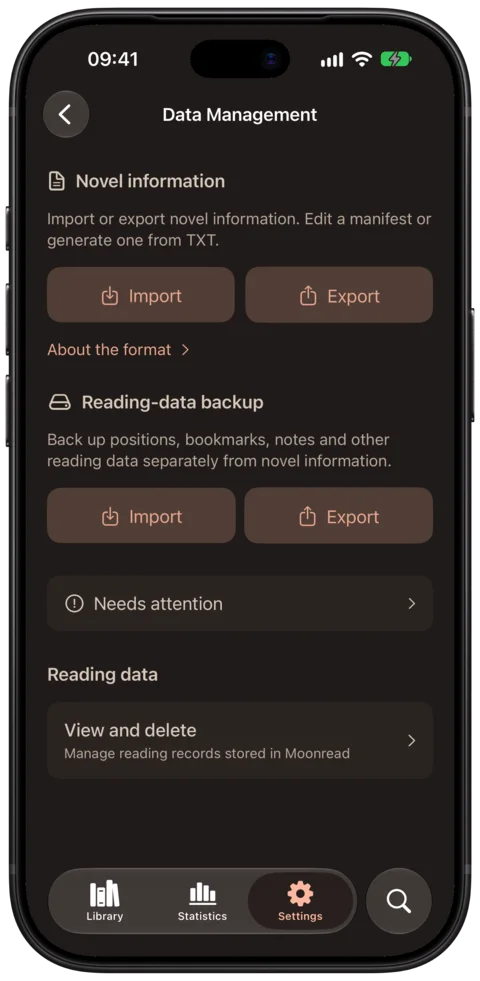 09:41
Data Management
Novel information
Import or export novel information. Edit a manifest or
generate one from TXT.
Import
Export
About the format
Reading-data backup
Back up positions, bookmarks, notes and other
reading data separately from novel information.
Import
Export
Needs attention
Reading data
View and delete
Manage reading records stored in Moonread
Library
Statistics
Settings